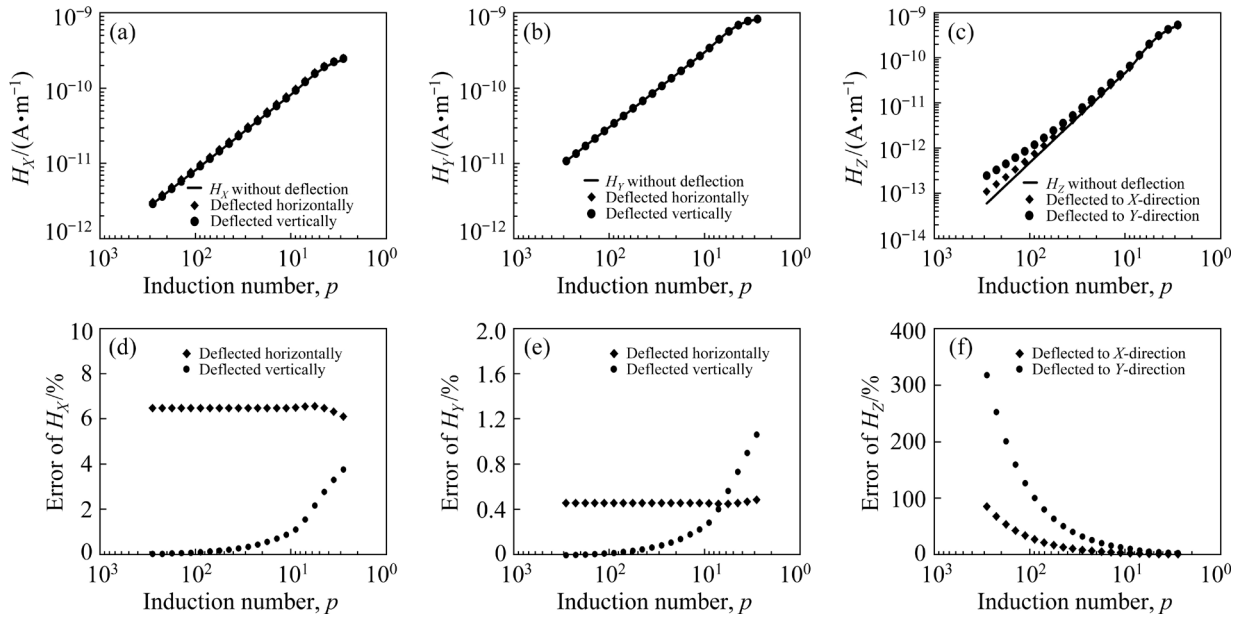 (a)
10⁻⁹
10⁻¹⁰
10⁻¹¹
10⁻¹²
H_X/(A•m⁻¹)
H_X without deflection
Deflected horizontally
Deflected vertically
10³ 10² 10¹ 10⁰
Induction number, p
(b)
10⁻⁹
10⁻¹⁰
10⁻¹¹
10⁻¹²
H_Y/(A•m⁻¹)
H_Y without deflection
Deflected horizontally
Deflected vertically
10³ 10² 10¹ 10⁰
Induction number, p
(c)
10⁻⁹
10⁻¹⁰
10⁻¹¹
10⁻¹²
10⁻¹³
10⁻¹⁴
H_Z/(A•m⁻¹)
H_Z without deflection
Deflected to X-direction
Deflected to Y-direction
10³ 10² 10¹ 10⁰
Induction number, p
(d)
10
8
6
4
2
0
Error of H_X/%
Deflected horizontally
Deflected vertically
10³ 10² 10¹ 10⁰
Induction number, p
(e)
2.0
1.6
1.2
0.8
0.4
0
Error of H_Y/%
Deflected horizontally
Deflected vertically
10³ 10² 10¹ 10⁰
Induction number, p
(f)
400
300
200
100
0
Error of H_Z/%
Deflected to X-direction
Deflected to Y-direction
10³ 10² 10¹ 10⁰
Induction number, p